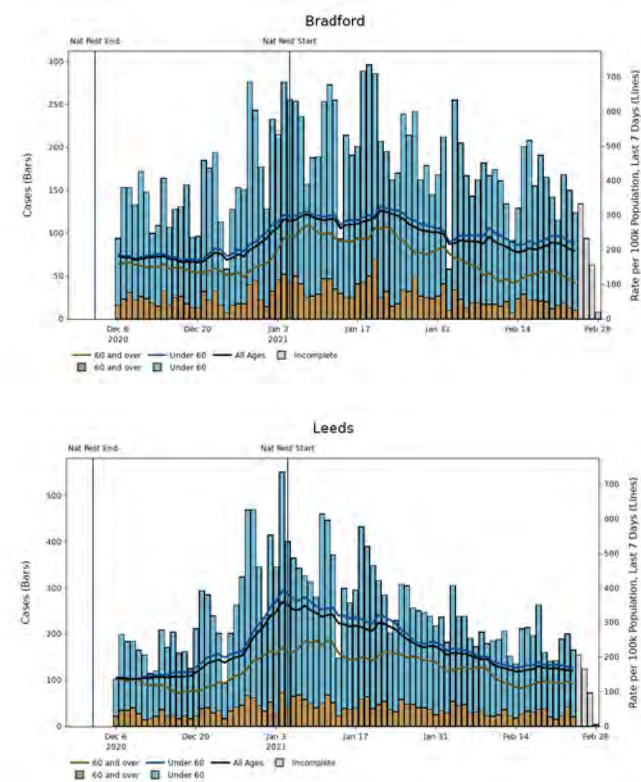 Bradford
Nat Rest End Nat Rest Start
Cases (Bars)
300
250
200
150
100
50
0
Rate per 100k Population, Last 7 Days (Lines)
700
600
500
400
300
200
100
0
Dec 6 Dec 20 Jan 3 Jan 17 Jan 31 Feb 14 Feb 28
2020 2021
60 and over Under 60 All Ages Incomplete
60 and over Under 60
Leeds
Nat Rest End Nat Rest Start
Cases (Bars)
500
400
300
200
100
0
Rate per 100k Population, Last 7 Days (Lines)
700
600
500
400
300
200
100
0
Dec 6 Dec 20 Jan 3 Jan 17 Jan 31 Feb 14 Feb 28
2020 2021
60 and over Under 60 All Ages Incomplete
60 and over Under 60